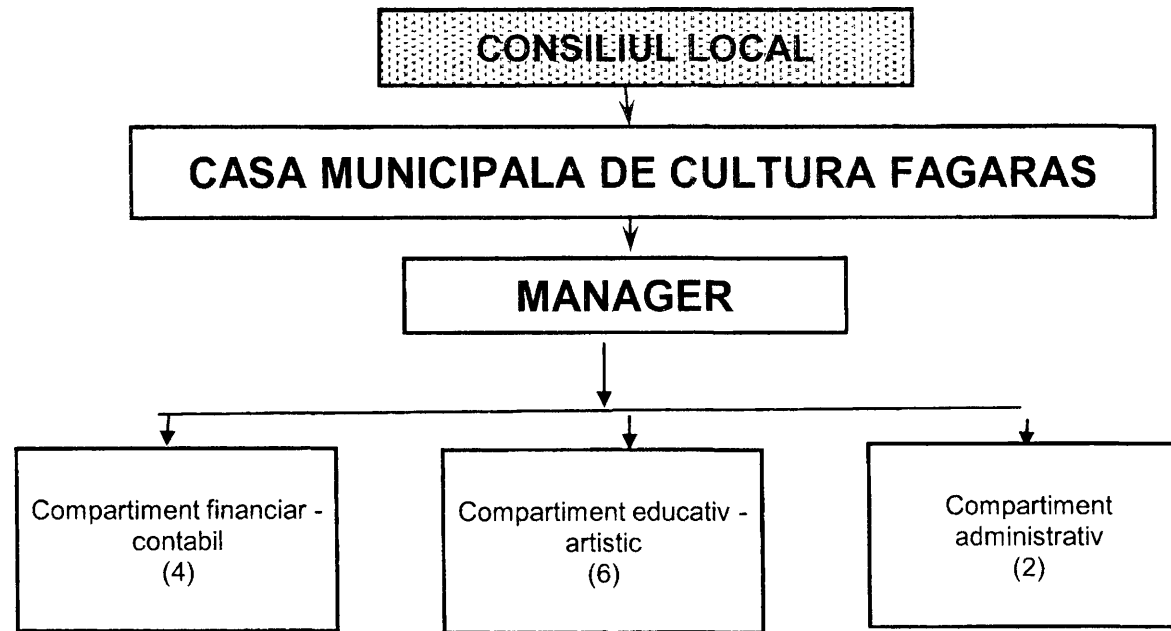 CONSILIUL LOCAL
CASA MUNICIPALA DE CULTURA FAGARAS
MANAGER
Compartiment financiar -
contabil
(4)
Compartiment educativ -
artistic
(6)
Compartiment
administrativ
(2)